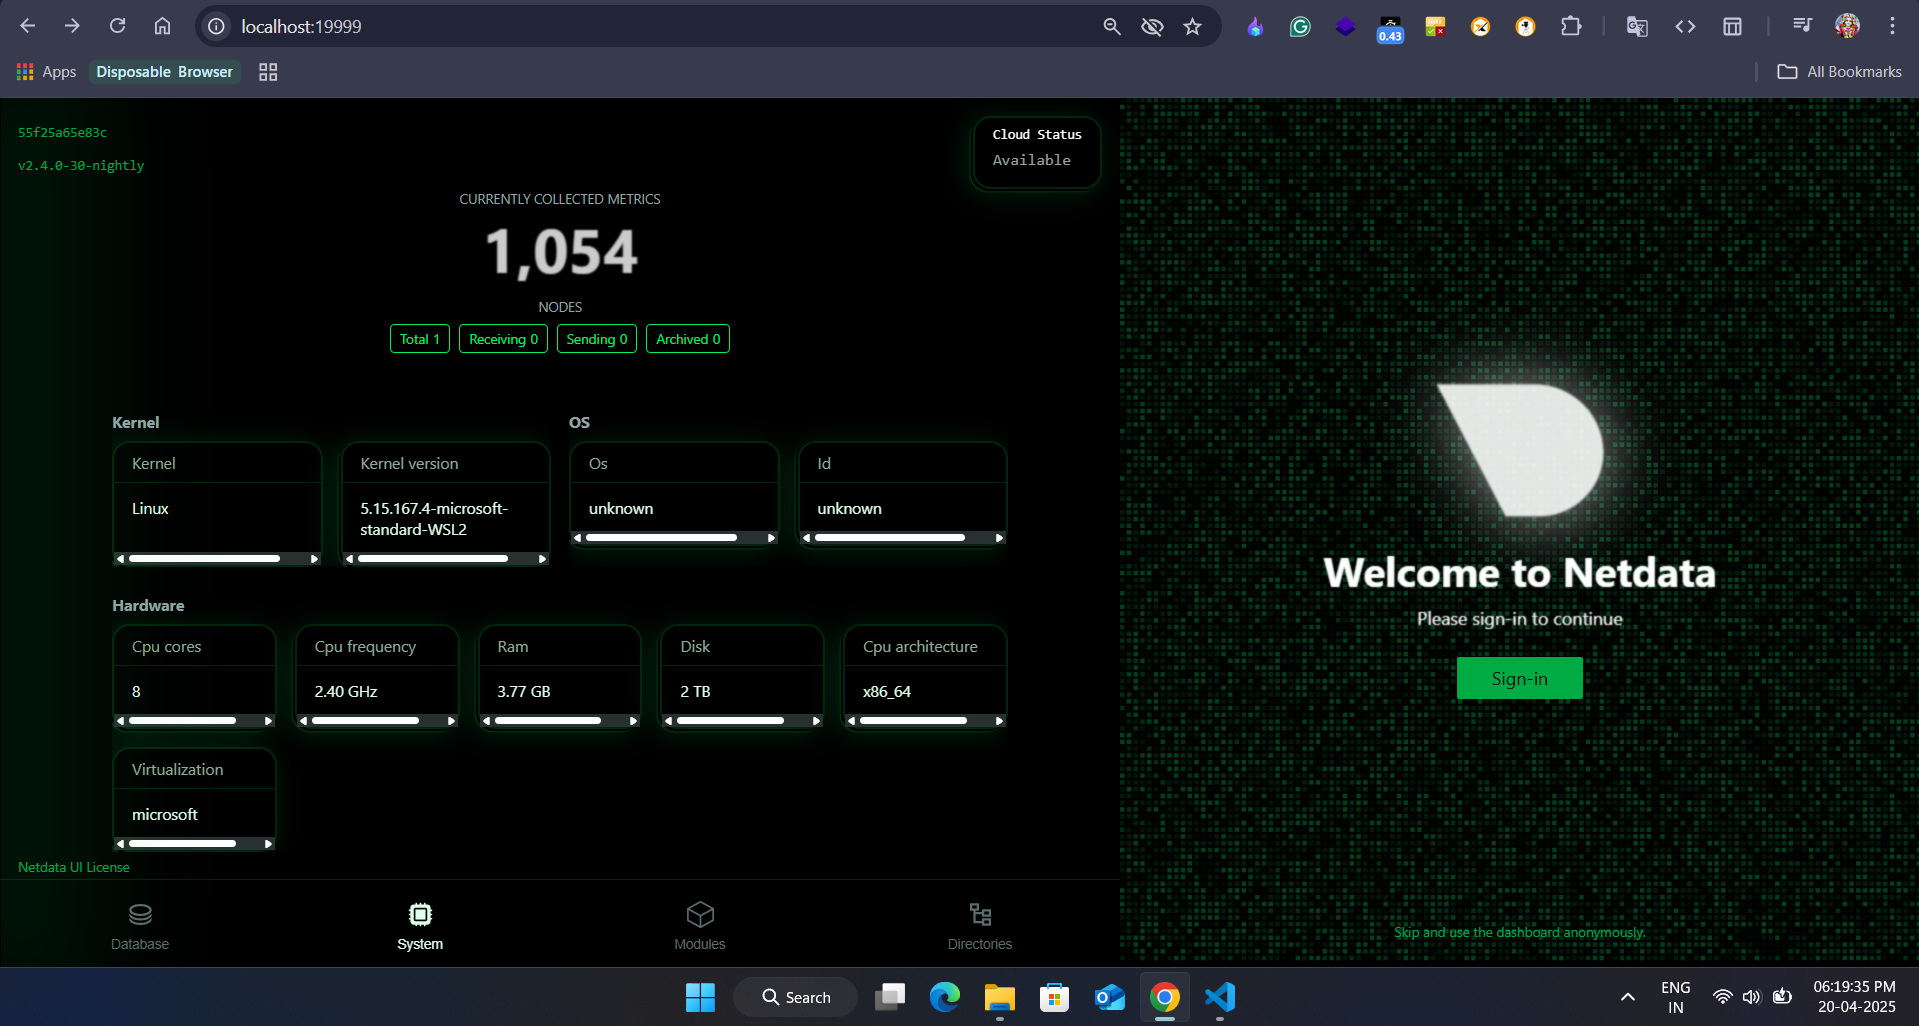 localhost:19999
0.43
Apps
Disposable Browser
All Bookmarks
55f25a65e83c
v2.4.0-30-nightly
Cloud Status
Available
CURRENTLY COLLECTED METRICS
1,054
NODES
Total 1
Receiving 0
Sending 0
Archived 0
Kernel
Kernel
Linux
Kernel version
5.15.167.4-microsoft-
standard-WSL2
OS
Os
unknown
Id
unknown
Hardware
Cpu cores
8
Cpu frequency
2.40 GHz
Ram
3.77 GB
Disk
2 TB
Cpu architecture
x86_64
Virtualization
microsoft
Netdata UI License
Database
System
Modules
Directories
Welcome to Netdata
Please sign-in to continue
Sign-in
Skip and use the dashboard anonymously.
Search
ENG
IN
06:19:35 PM
20-04-2025